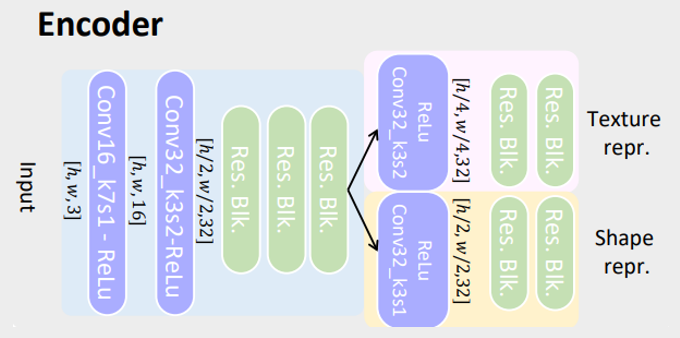 Encoder
Input
[h,w,3]
Conv16_k7s1 - ReLu
[h,w,16]
Conv32_k3s2-ReLu
[h/2,w/2,32]
Res. Blk.
Res. Blk.
Res. Blk.
Conv32_k3s2
ReLu
[h/4,w/4,32]
Res. Blk.
Res. Blk.
Texture
repr.
Conv32_k3s1
ReLu
[h/2,w/2,32]
Res. Blk.
Res. Blk.
Shape
repr.